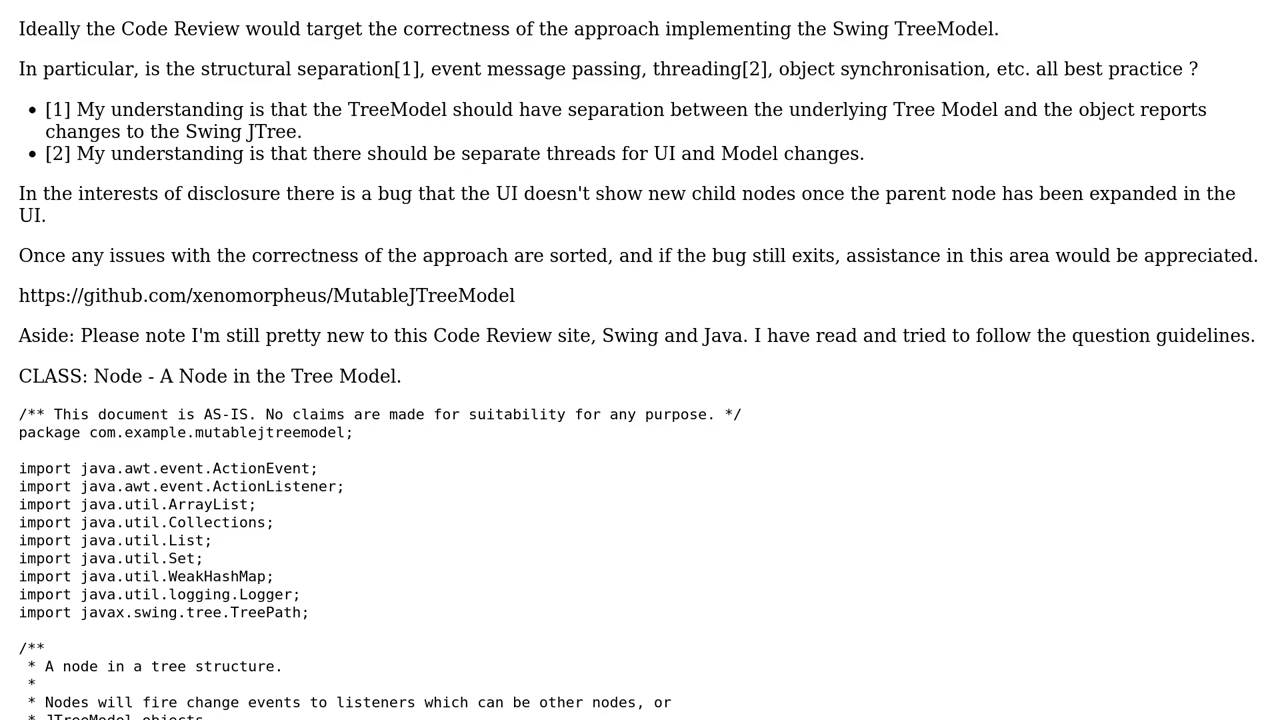 Ideally the Code Review would target the correctness of the approach implementing the Swing TreeModel.
In particular, is the structural separation[1], event message passing, threading[2], object synchronisation, etc. all best practice ?
• [1] My understanding is that the TreeModel should have separation between the underlying Tree Model and the object reports
changes to the Swing JTree.
• [2] My understanding is that there should be separate threads for UI and Model changes.
In the interests of disclosure there is a bug that the UI doesn't show new child nodes once the parent node has been expanded in the
UI.
Once any issues with the correctness of the approach are sorted, and if the bug still exits, assistance in this area would be appreciated.
https://github.com/xenomorpheus/MutableJTreeModel
Aside: Please note I'm still pretty new to this Code Review site, Swing and Java. I have read and tried to follow the question guidelines.
CLASS: Node - A Node in the Tree Model.
/** This document is AS-IS. No claims are made for suitability for any purpose. */
package com.example.mutablejtreemodel;
import java.awt.event.ActionEvent;
import java.awt.event.ActionListener;
import java.util.ArrayList;
import java.util.Collections;
import java.util.List;
import java.util.Set;
import java.util.WeakHashMap;
import java.util.logging.Logger;
import javax.swing.tree.TreePath;
/**
* A node in a tree structure.
*
* Nodes will fire change events to listeners which can be other nodes, or
* JTreeModel objects